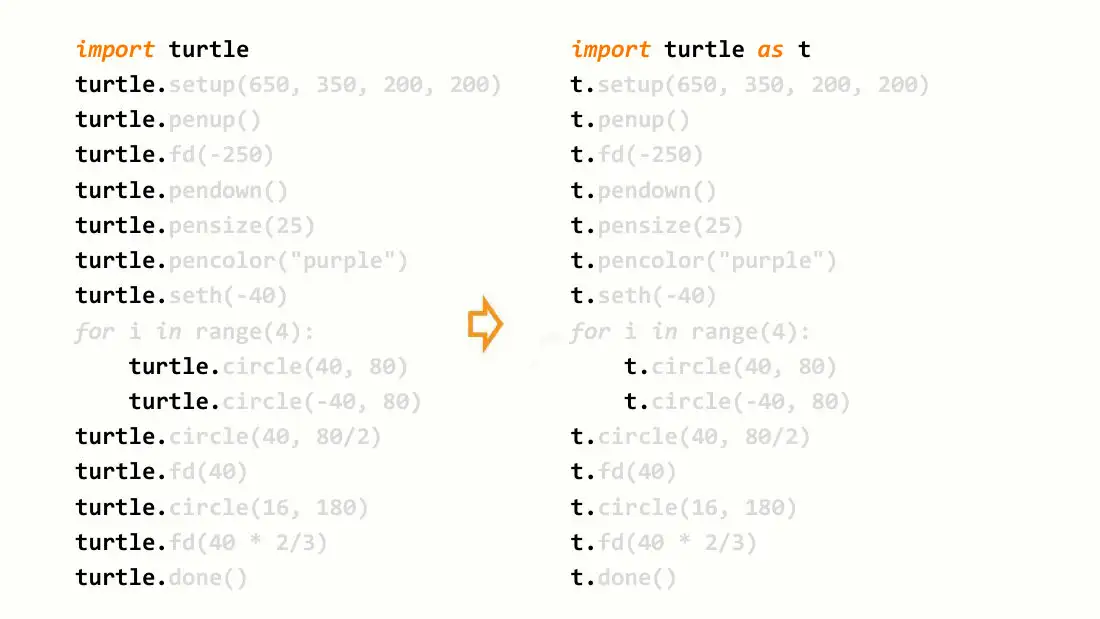 import turtle
turtle.setup(650, 350, 200, 200)
turtle.penup()
turtle.fd(-250)
turtle.pendown()
turtle.pensize(25)
turtle.pencolor("purple")
turtle.seth(-40)
for i in range(4):
    turtle.circle(40, 80)
    turtle.circle(-40, 80)
turtle.circle(40, 80/2)
turtle.fd(40)
turtle.circle(16, 180)
turtle.fd(40 * 2/3)
turtle.done()
import turtle as t
t.setup(650, 350, 200, 200)
t.penup()
t.fd(-250)
t.pendown()
t.pensize(25)
t.pencolor("purple")
t.seth(-40)
for i in range(4):
    t.circle(40, 80)
    t.circle(-40, 80)
t.circle(40, 80/2)
t.fd(40)
t.circle(16, 180)
t.fd(40 * 2/3)
t.done()